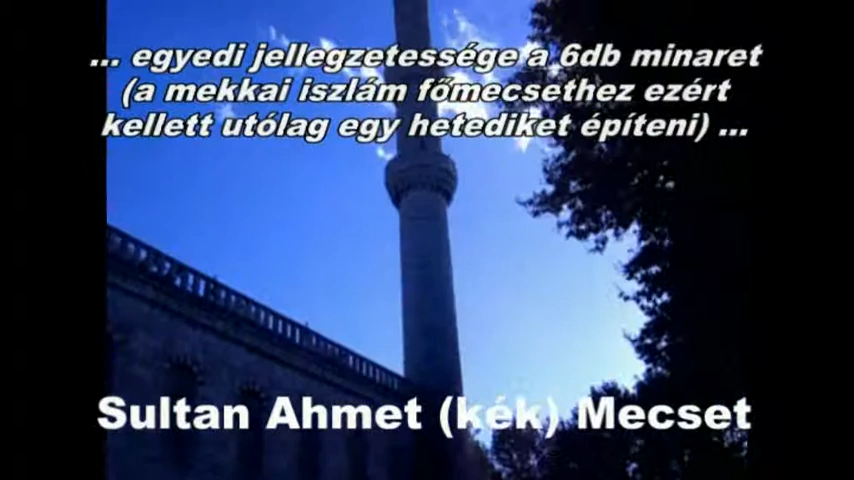 ... egyedi jellegzetessége a 6db minaret
(a mekkai iszlám főmecsethez ezért
kellett utólag egy hetediket építeni) ...
Sultan Ahmet (kék) Mecset